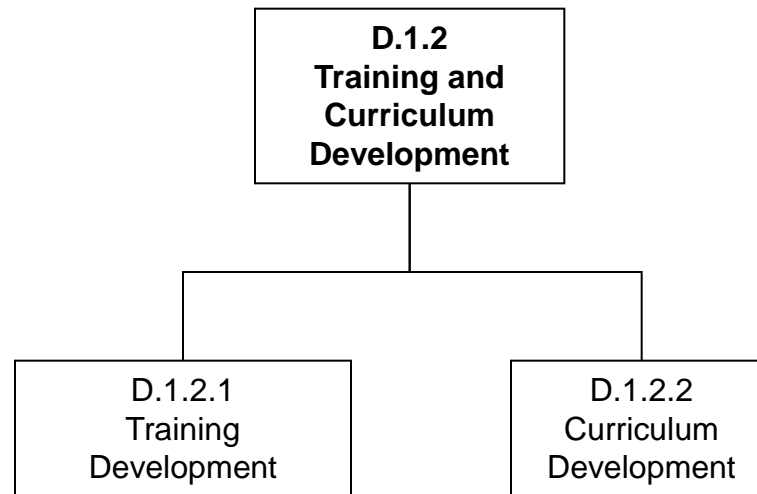 D.1.2
Training and
Curriculum
Development
D.1.2.1
Training
Development
D.1.2.2
Curriculum
Development